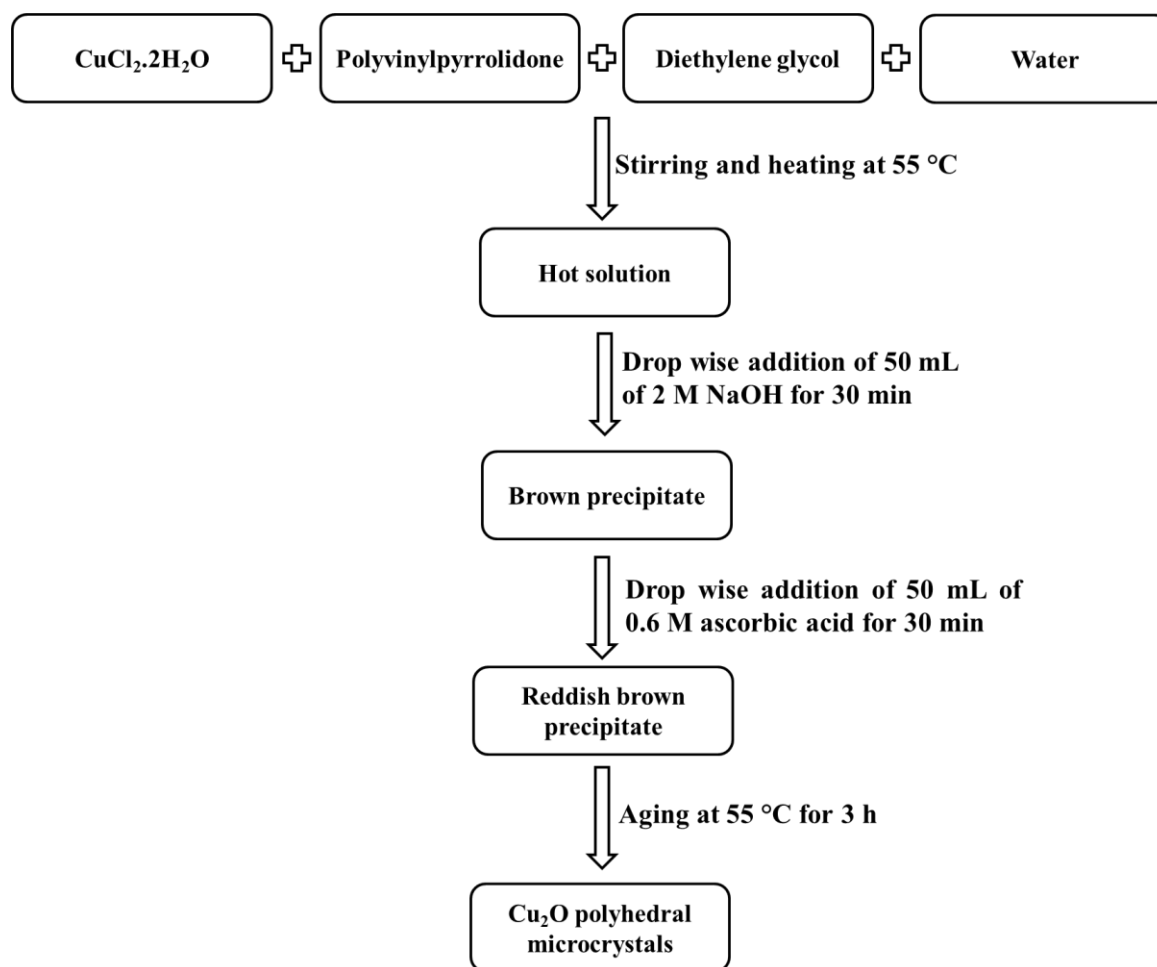 CuCl₂.2H₂O
Polyvinylpyrrolidone
Diethylene glycol
Water
Stirring and heating at 55 °C
Hot solution
Drop wise addition of 50 mL
of 2 M NaOH for 30 min
Brown precipitate
Drop wise addition of 50 mL of
0.6 M ascorbic acid for 30 min
Reddish brown
precipitate
Aging at 55 °C for 3 h
Cu₂O polyhedral
microcrystals